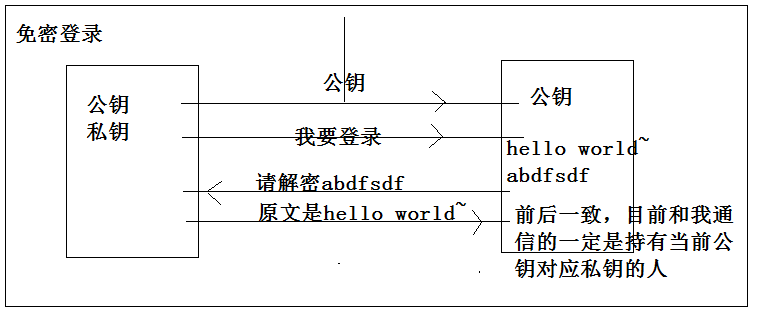 免密登录
公钥
私钥
公钥
公钥
我要登录
hello world~
abdfsdf
请解密abdfsdf
原文是hello world~
前后一致，目前和我通
信的一定是持有当前公
钥对应私钥的人